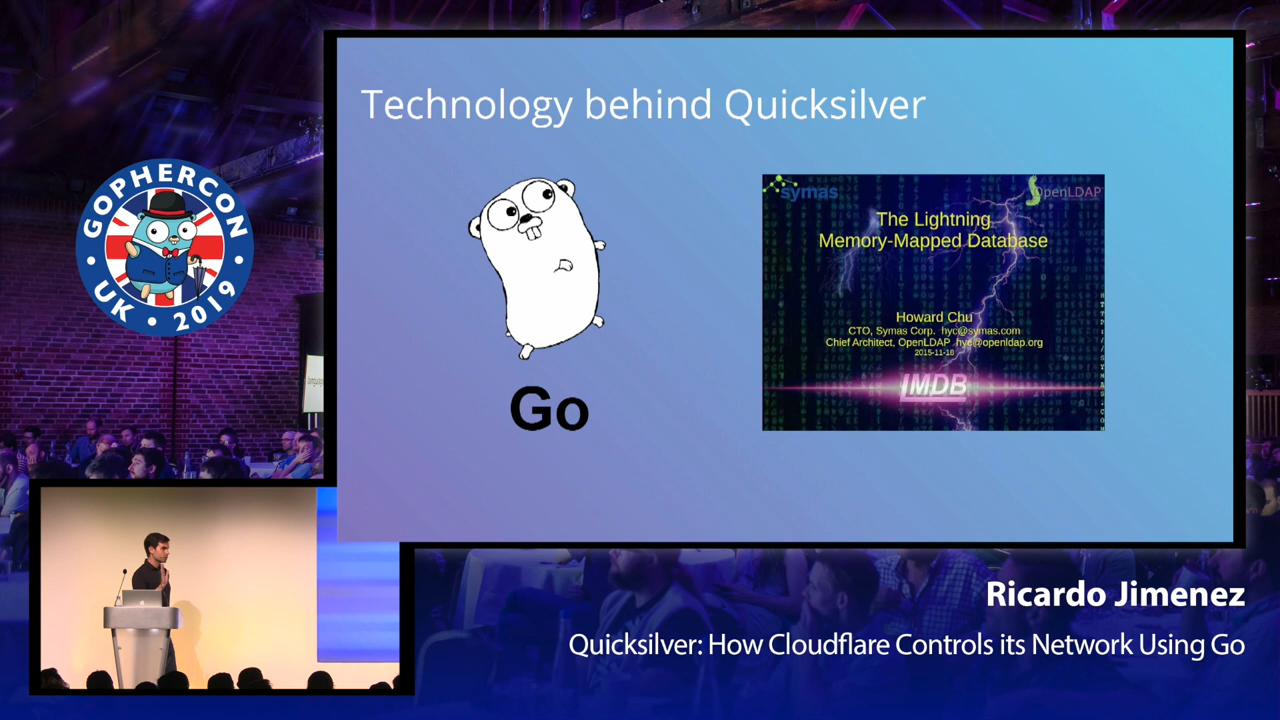 GOPHERCON
UK • 2019
Technology behind Quicksilver
Go
symas
OpenLDAP
The Lightning
Memory-Mapped Database
Howard Chu
CTO, Symas Corp. hyc@symas.com
Chief Architect, OpenLDAP hyc@openldap.org
2015-11-18
LMDB
Ricardo Jimenez
Quicksilver: How Cloudflare Controls its Network Using Go